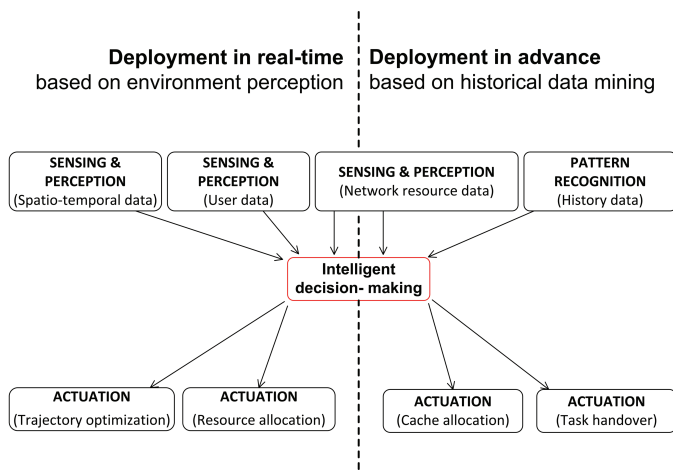 Deployment in real-time
based on environment perception
Deployment in advance
based on historical data mining
SENSING &
PERCEPTION
(Spatio-temporal data)
SENSING &
PERCEPTION
(User data)
SENSING & PERCEPTION
(Network resource data)
PATTERN
RECOGNITION
(History data)
Intelligent
decision- making
ACTUATION
(Trajectory optimization)
ACTUATION
(Resource allocation)
ACTUATION
(Cache allocation)
ACTUATION
(Task handover)